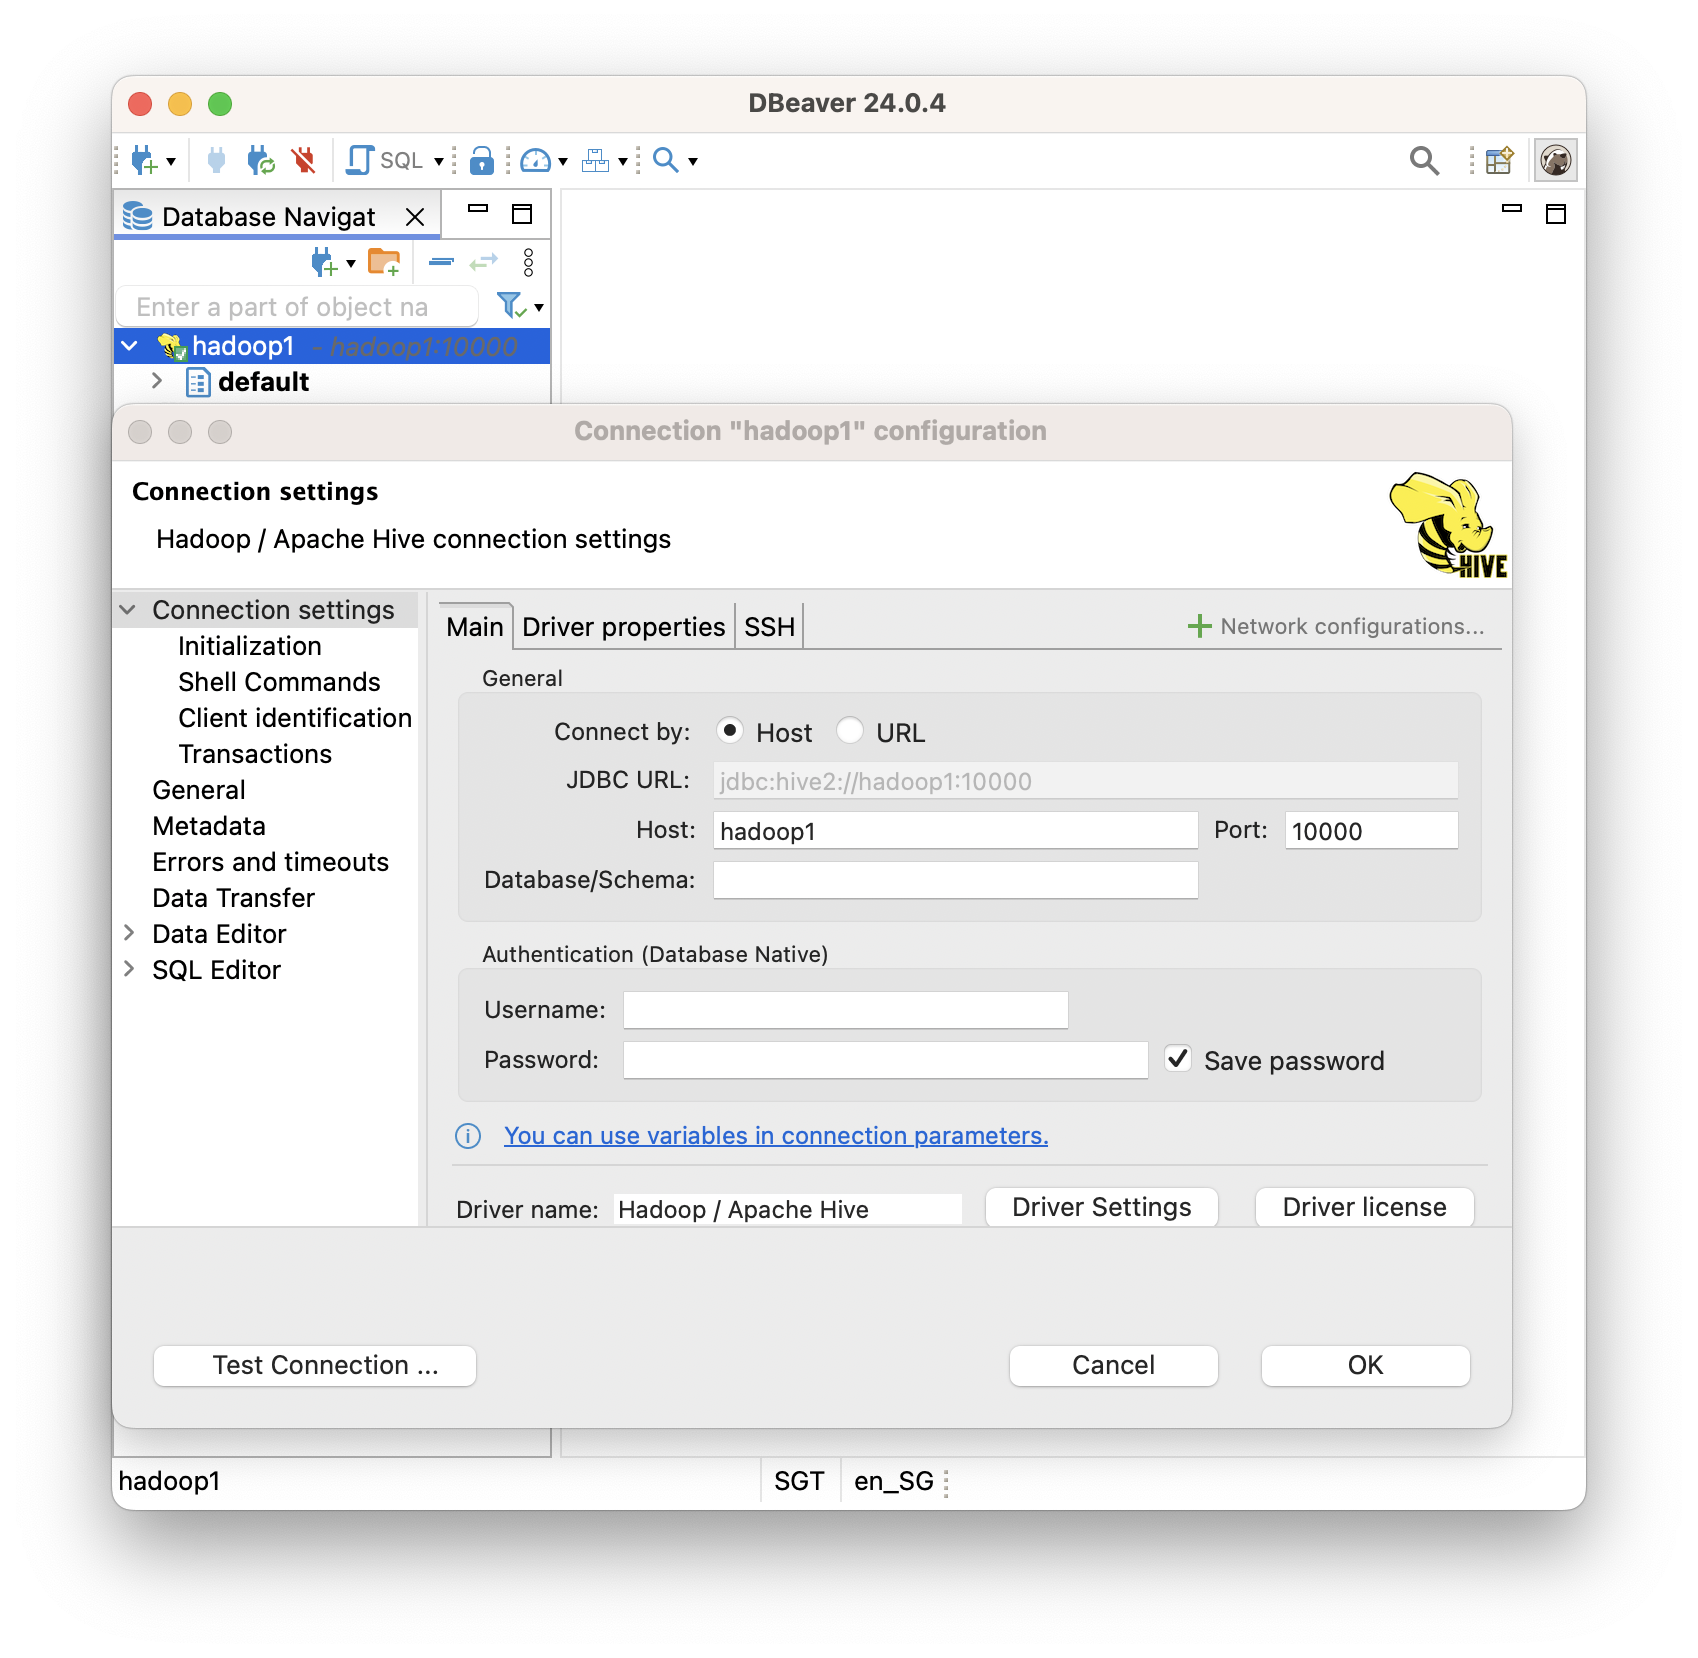 DBeaver 24.0.4
SQL
Database Navigat
Enter a part of object na
hadoop1 - hadoop1:10000
default
Connection "hadoop1" configuration
Connection settings
Hadoop / Apache Hive connection settings
HIVE
Connection settings
Initialization
Shell Commands
Client identification
Transactions
General
Metadata
Errors and timeouts
Data Transfer
Data Editor
SQL Editor
Main Driver properties SSH Network configurations...
General
Connect by: Host URL
JDBC URL: jdbc:hive2://hadoop1:10000
Host: hadoop1 Port: 10000
Database/Schema:
Authentication (Database Native)
Username:
Password: Save password
You can use variables in connection parameters.
Driver name: Hadoop / Apache Hive Driver Settings Driver license
Test Connection ... Cancel OK
hadoop1 SGT en_SG